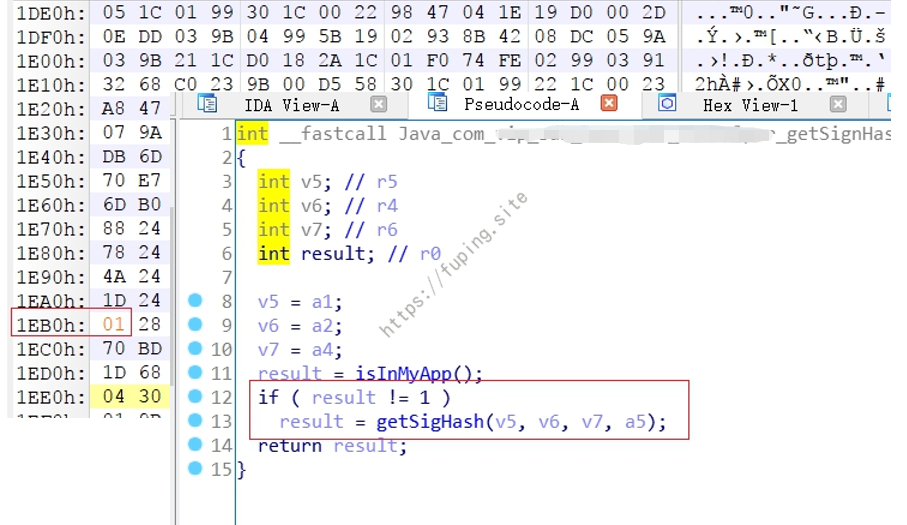 1DE0h: 05 1C 01 99 30 1C 00 22 98 47 04 1E 19 D0 00 2D ...™0.."˜G...Ð.-
1DF0h: 0E DD 03 9B 04 99 5B 19 02 93 8B 42 08 DC 05 9A .Ý.›.™[..“‹B.Ü.š
1E00h: 03 9B 21 1C D0 18 2A 1C 01 F0 74 FE 02 99 03 91 .›!.Ð.*..ðtþ.™.‘
1E10h: 32 68 C0 23 9B 00 D5 58 30 1C 01 99 22 1C 00 23 2hÀ#›.ÕX0..™"..#
1E20h: A8 47
1E30h: 07 9A
1E40h: DB 6D
1E50h: 70 E7
1E60h: 6D B0
1E70h: 88 24
1E80h: 78 24
1E90h: 4A 24
1EA0h: 1D 24
1EB0h: 01 28
1EC0h: 70 BD
1ED0h: 1D 68
1EE0h: 04 30
IDA View-A Pseudocode-A Hex View-1
1 int __fastcall Java_com_ _getSignHas
2 {
3 int v5; // r5
4 int v6; // r4
5 int v7; // r6
6 int result; // r0
7
8 v5 = a1;
9 v6 = a2;
10 v7 = a4;
11 result = isInMyApp();
12 if ( result != 1 )
13 result = getSigHash(v5, v6, v7, a5);
14 return result;
15 }
https://fuping.site